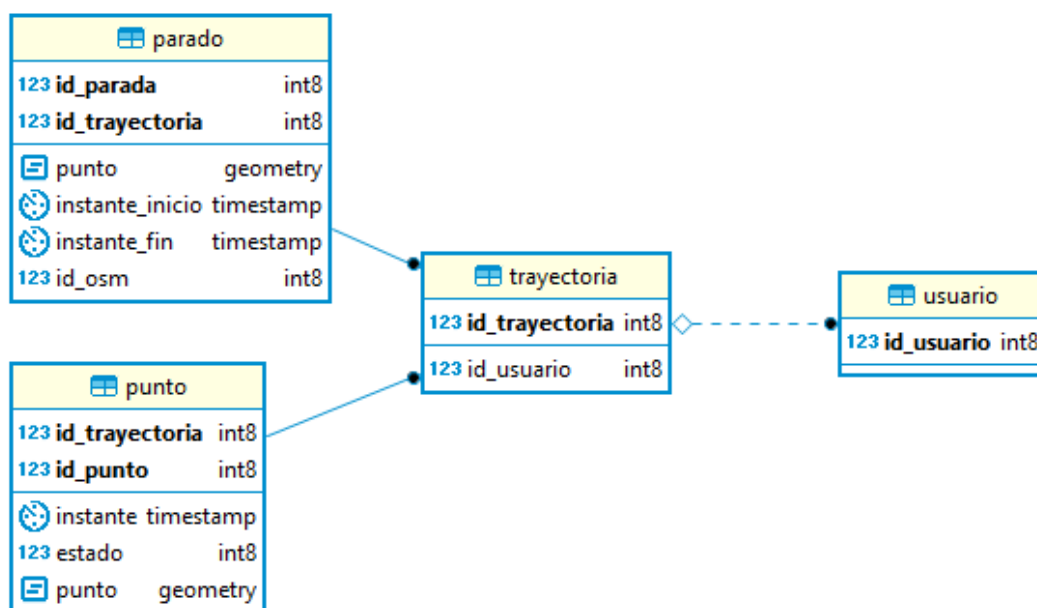 parado
123 id_parada int8
123 id_trayectoria int8
punto geometry
instante_inicio timestamp
instante_fin timestamp
123 id_osm int8
trayectoria
123 id_trayectoria int8
123 id_usuario int8
usuario
123 id_usuario int8
punto
123 id_trayectoria int8
123 id_punto int8
instante timestamp
123 estado int8
punto geometry